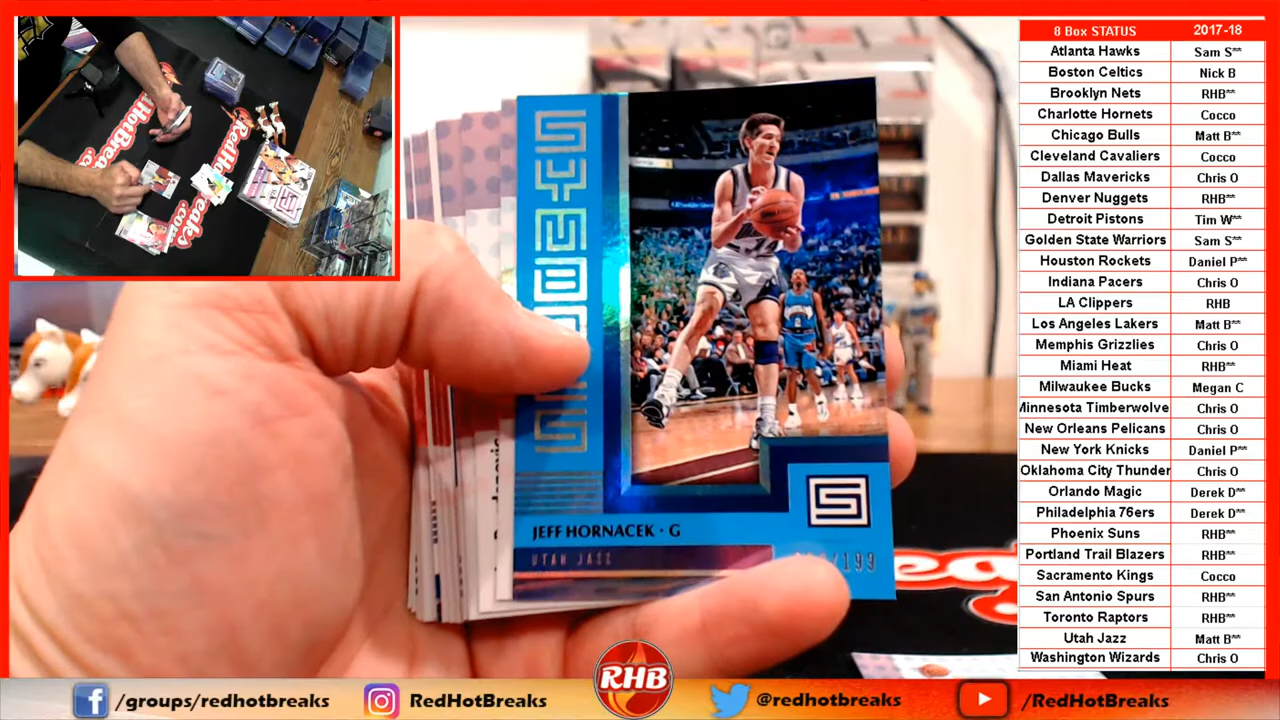 8 Box STATUS 2017-18
Atlanta Hawks Sam S**
Boston Celtics Nick B
Brooklyn Nets RHB**
Charlotte Hornets Cocco
Chicago Bulls Matt B**
Cleveland Cavaliers Cocco
Dallas Mavericks Chris O
Denver Nuggets RHB**
Detroit Pistons Tim W**
Golden State Warriors Sam S**
Houston Rockets Daniel P**
Indiana Pacers Chris O
LA Clippers RHB
Los Angeles Lakers Matt B**
Memphis Grizzlies Chris O
Miami Heat RHB**
Milwaukee Bucks Megan C
Minnesota Timberwolve Chris O
New Orleans Pelicans Chris O
New York Knicks Daniel P**
Oklahoma City Thunder Chris O
Orlando Magic Derek D**
Philadelphia 76ers Derek D**
Phoenix Suns RHB**
Portland Trail Blazers RHB**
Sacramento Kings Cocco
San Antonio Spurs RHB**
Toronto Raptors RHB**
Utah Jazz Matt B**
Washington Wizards Chris O
JEFF HORNACEK · G
UTAH JAZZ
/199
S
RHB
/groups/redhotbreaks
RedHotBreaks
@redhotbreaks
/RedHotBreaks